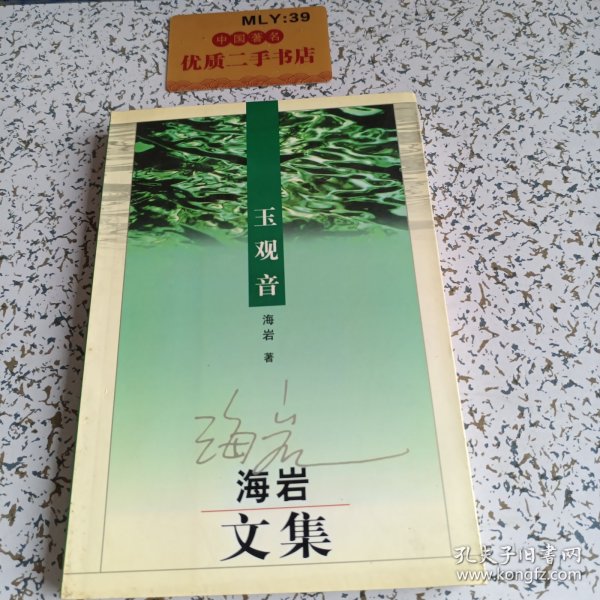 MLY:39
中国著名
优质二手书店
玉观音
海岩 著
海岩
海岩
文集
孔夫子旧书网
www.kongfz.com